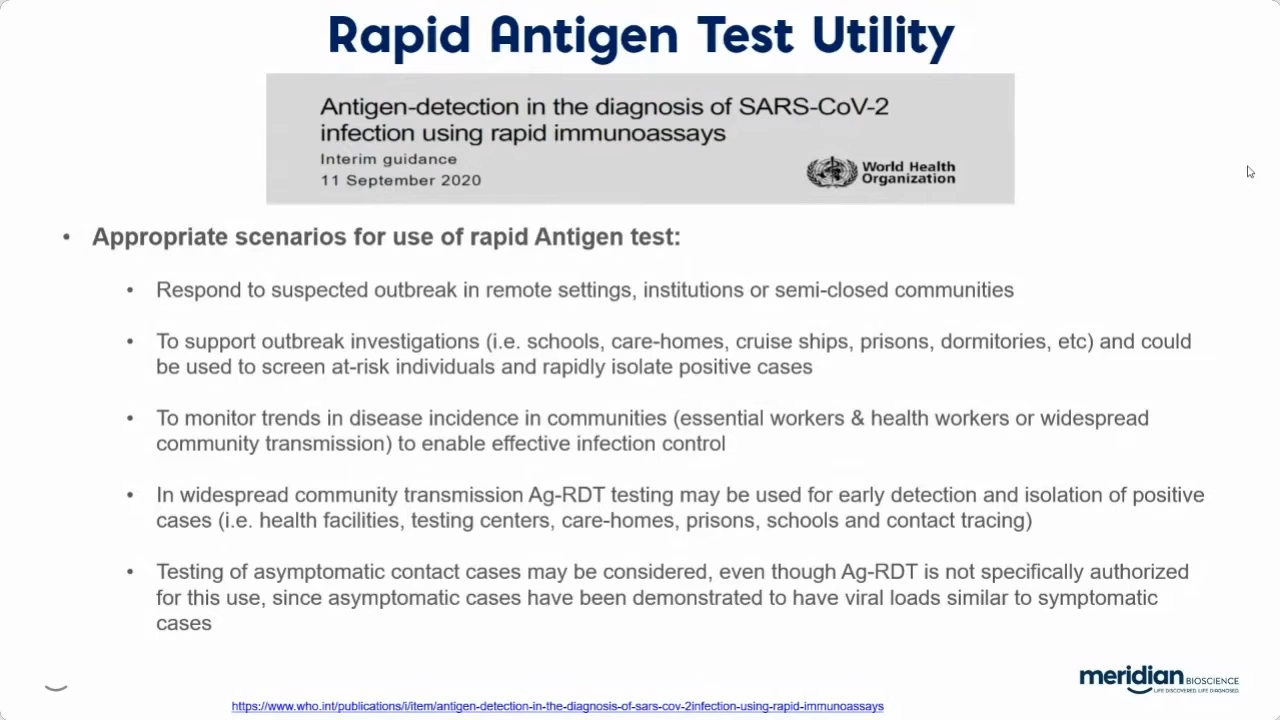 Rapid Antigen Test Utility
Antigen-detection in the diagnosis of SARS-CoV-2
infection using rapid immunoassays
Interim guidance
11 September 2020
World Health
Organization
• Appropriate scenarios for use of rapid Antigen test:
• Respond to suspected outbreak in remote settings, institutions or semi-closed communities
• To support outbreak investigations (i.e. schools, care-homes, cruise ships, prisons, dormitories, etc) and could
be used to screen at-risk individuals and rapidly isolate positive cases
• To monitor trends in disease incidence in communities (essential workers & health workers or widespread
community transmission) to enable effective infection control
• In widespread community transmission Ag-RDT testing may be used for early detection and isolation of positive
cases (i.e. health facilities, testing centers, care-homes, prisons, schools and contact tracing)
• Testing of asymptomatic contact cases may be considered, even though Ag-RDT is not specifically authorized
for this use, since asymptomatic cases have been demonstrated to have viral loads similar to symptomatic
cases
meridian BIOSCIENCE
LIFE DISCOVERED. LIFE DIAGNOSED.
https://www.who.int/publications/i/item/antigen-detection-in-the-diagnosis-of-sars-cov-2infection-using-rapid-immunoassays